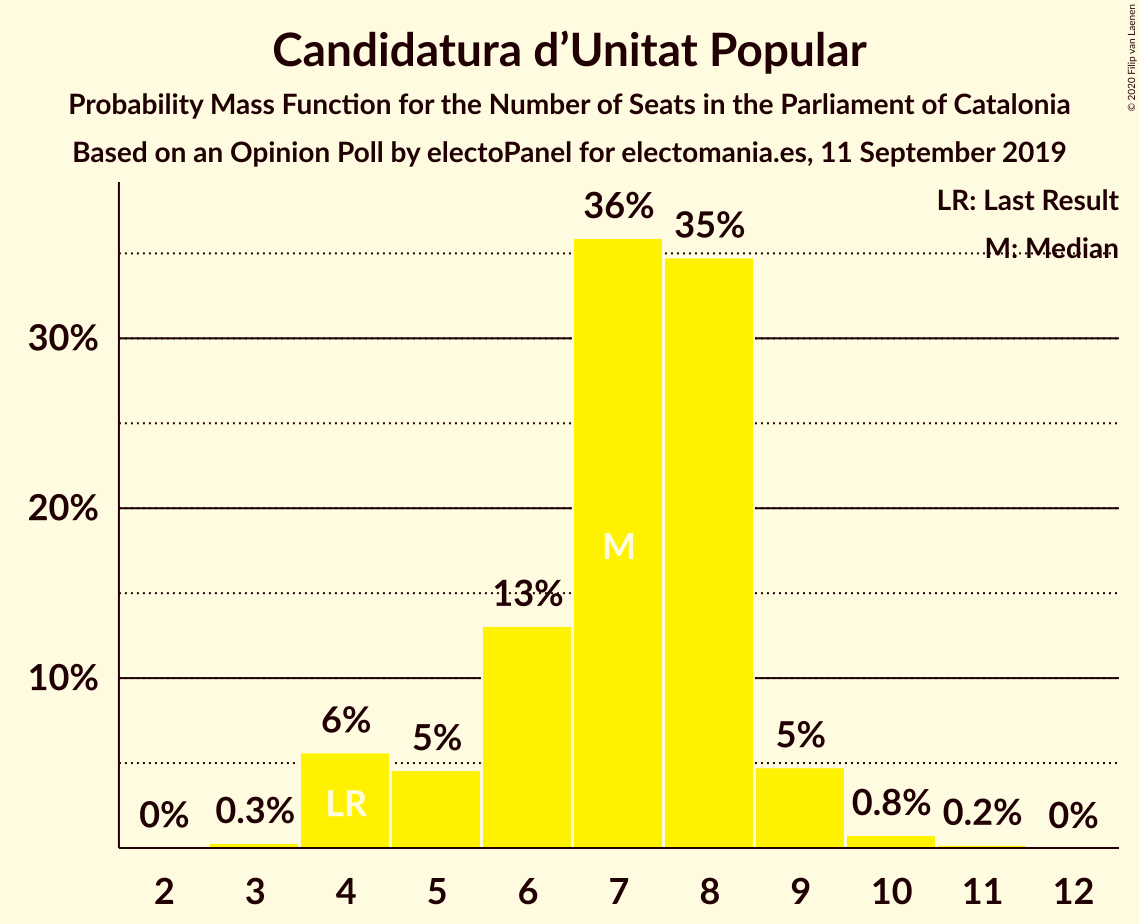 Candidatura d’Unitat Popular
Probability Mass Function for the Number of Seats in the Parliament of Catalonia
Based on an Opinion Poll by electoPanel for electomania.es, 11 September 2019
© 2020 Filip van Laenen
LR: Last Result
M: Median
36%
35%
30%
20%
M
13%
10%
6%
5%
5%
LR
0%
0.3%
0.8%
0.2%
0%
2 3 4 5 6 7 8 9 10 11 12